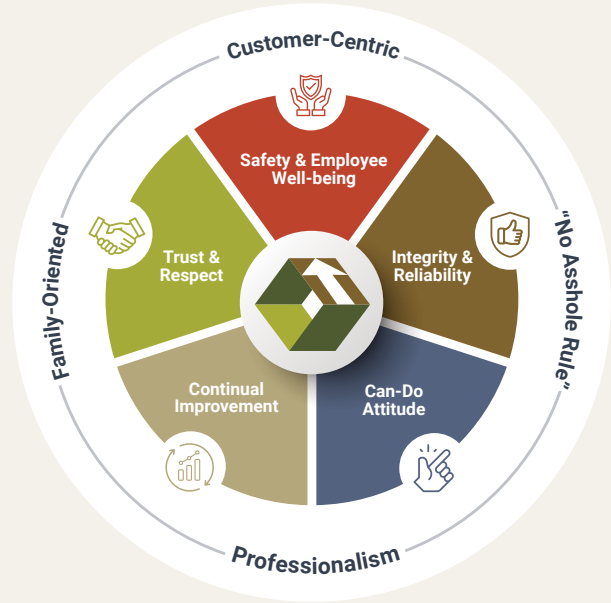 Customer-Centric
Safety & Employee
Well-being
Trust &
Respect
Integrity &
Reliability
Family-Oriented
“No Asshole Rule”
Continual
Improvement
Can-Do
Attitude
Professionalism